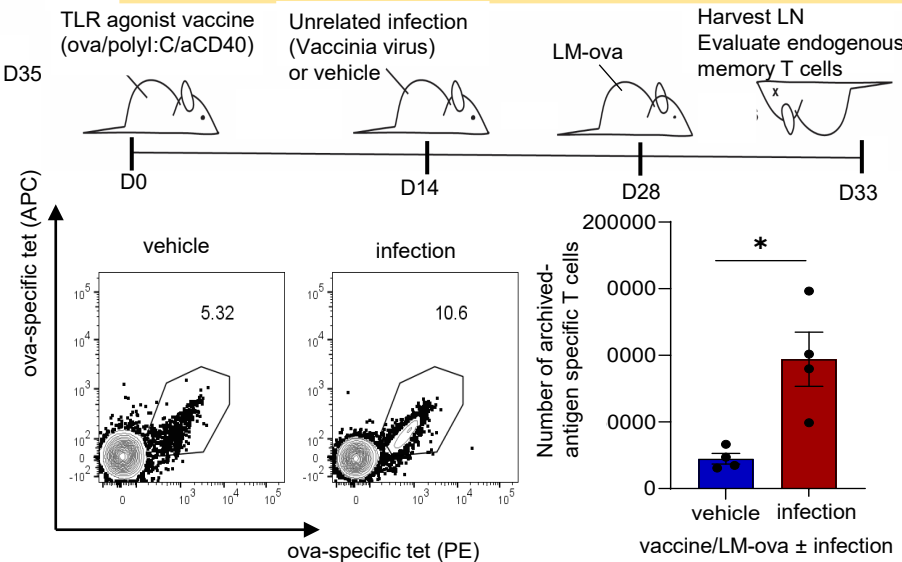 TLR agonist vaccine
(ova/polyI:C/aCD40)
Unrelated infection
(Vaccinia virus)
or vehicle
LM-ova
Harvest LN
Evaluate endogenous
memory T cells
D35
x
D0
D14
D28
D33
ova-specific tet (APC)
vehicle
infection
5.32
10.6
10^5
10^4
10^3
10^2
0
-10^2
0
10^3
10^4
10^5
10^5
10^4
10^3
10^2
0
-10^2
0
10^3
10^4
10^5
ova-specific tet (PE)
Number of archived-
antigen specific T cells
200000
0000
0000
0000
0
*
vehicle
infection
vaccine/LM-ova ± infection